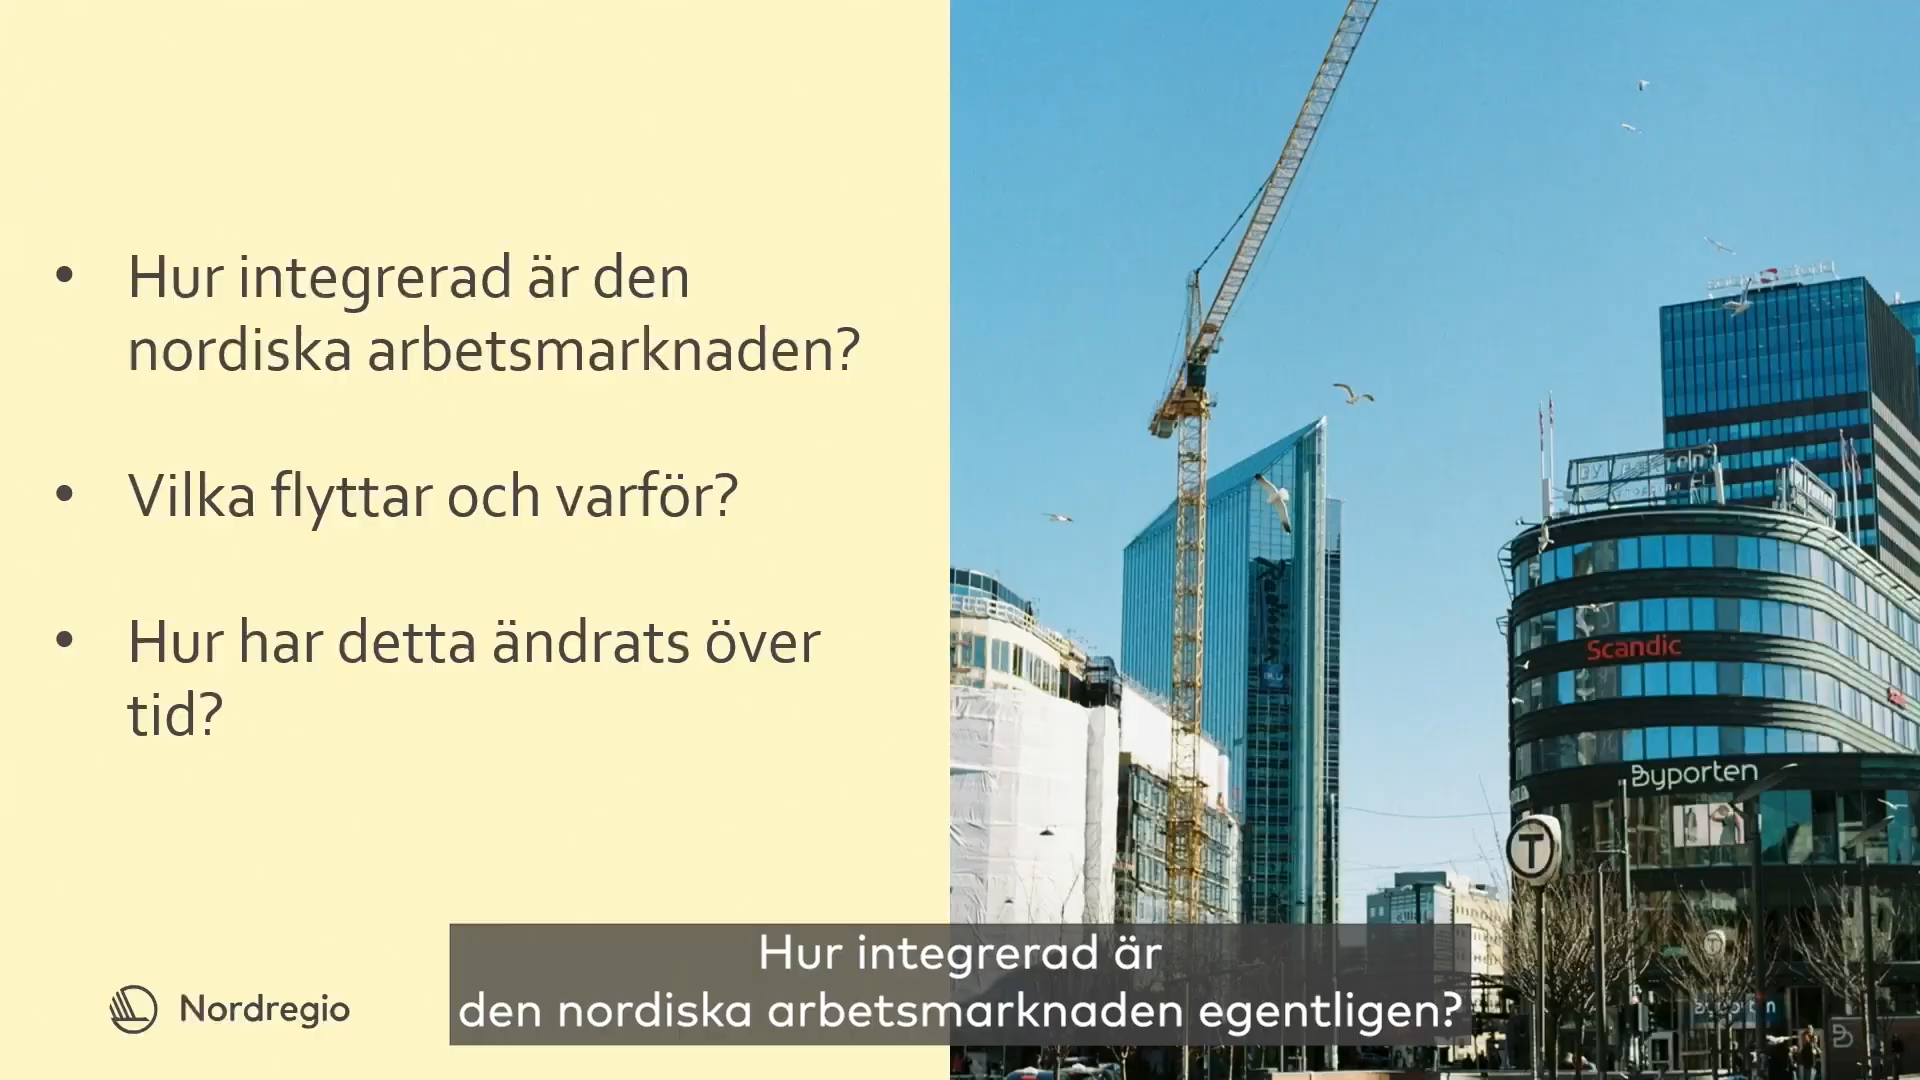 • Hur integrerad är den
nordiska arbetsmarknaden?
• Vilka flyttar och varför?
• Hur har detta ändrats över
tid?
Scandic
Byporten
T
Nordregio
Hur integrerad är
den nordiska arbetsmarknaden egentligen?